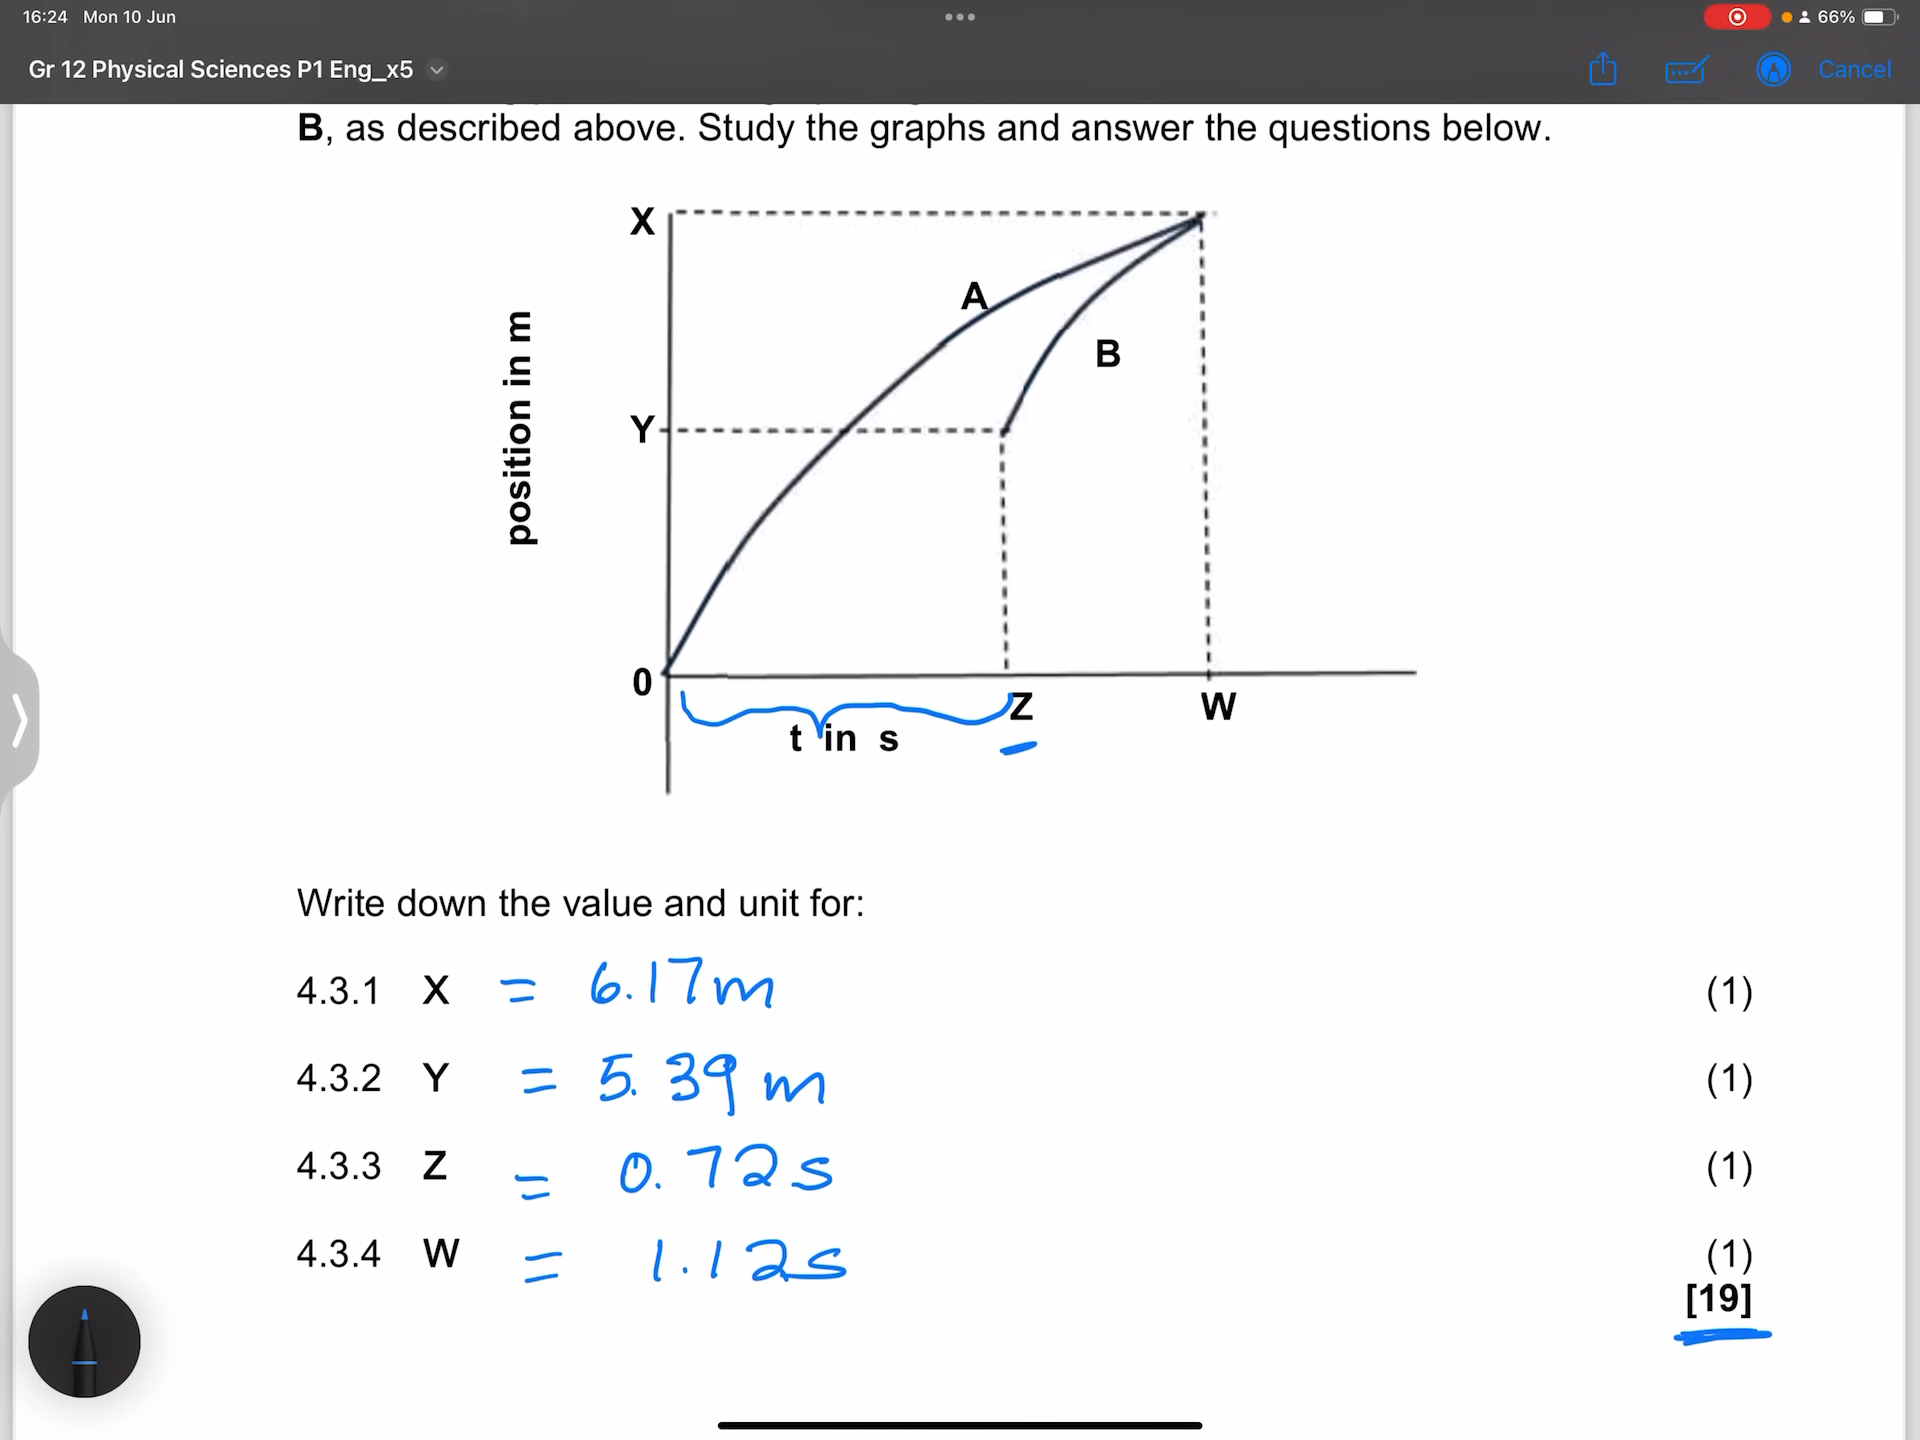 16:24 Mon 10 Jun
66%
Gr 12 Physical Sciences P1 Eng_x5
Cancel
B, as described above. Study the graphs and answer the questions below.
X
A
B
Y
position in m
0
Z
W
t in s
Write down the value and unit for:
4.3.1 X = 6.17m (1)
4.3.2 Y = 5.39 m (1)
4.3.3 Z = 0.72s (1)
4.3.4 W = 1.12s (1)
[19]